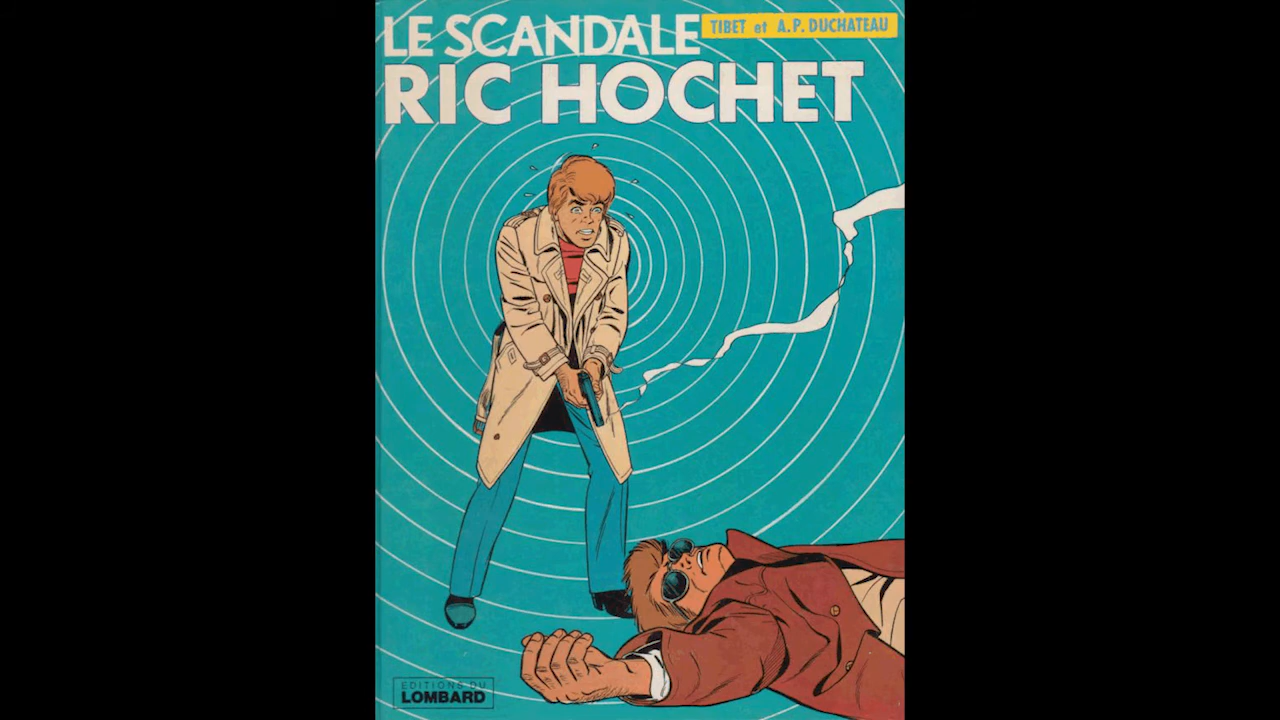 LE SCANDALE
TIBET et A.P. DUCHATEAU
RIC HOCHET
EDITIONS DU
LOMBARD